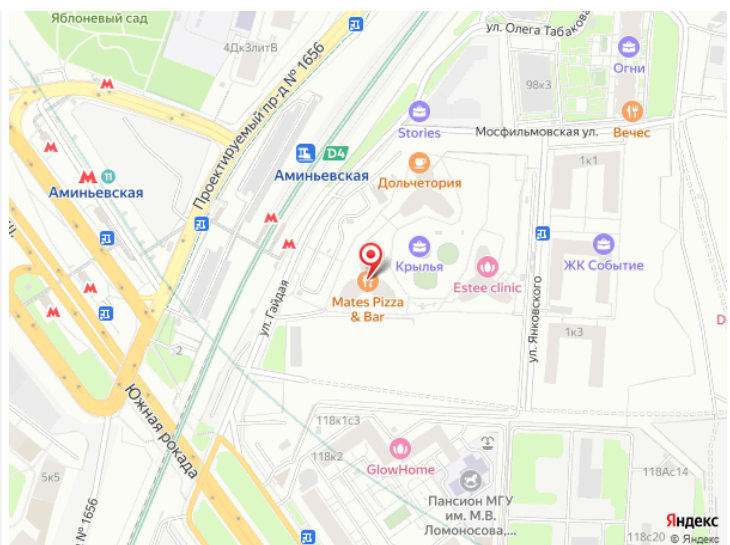 Яблоневый сад
4Дк3литВ
Проектируемый пр-д № 1656
ул. Олега Табакова
Огни
98к3
Stories
Мосфильмовская ул.
Вечес
D4
Аминьевская
Дольчетория
1к1
11
Аминьевская
Крылья
ЖК Событие
Estee clinic
Mates Pizza
& Bar
ул. Гайдая
ул. Янковского
1к3
2
Южная рокада
118к1с3
118к2
GlowHome
5к5
118Ас14
Пансион МГУ
им. М.В.
Ломоносова,...
№ 1656
118с20
Яндекс
© Яндекс